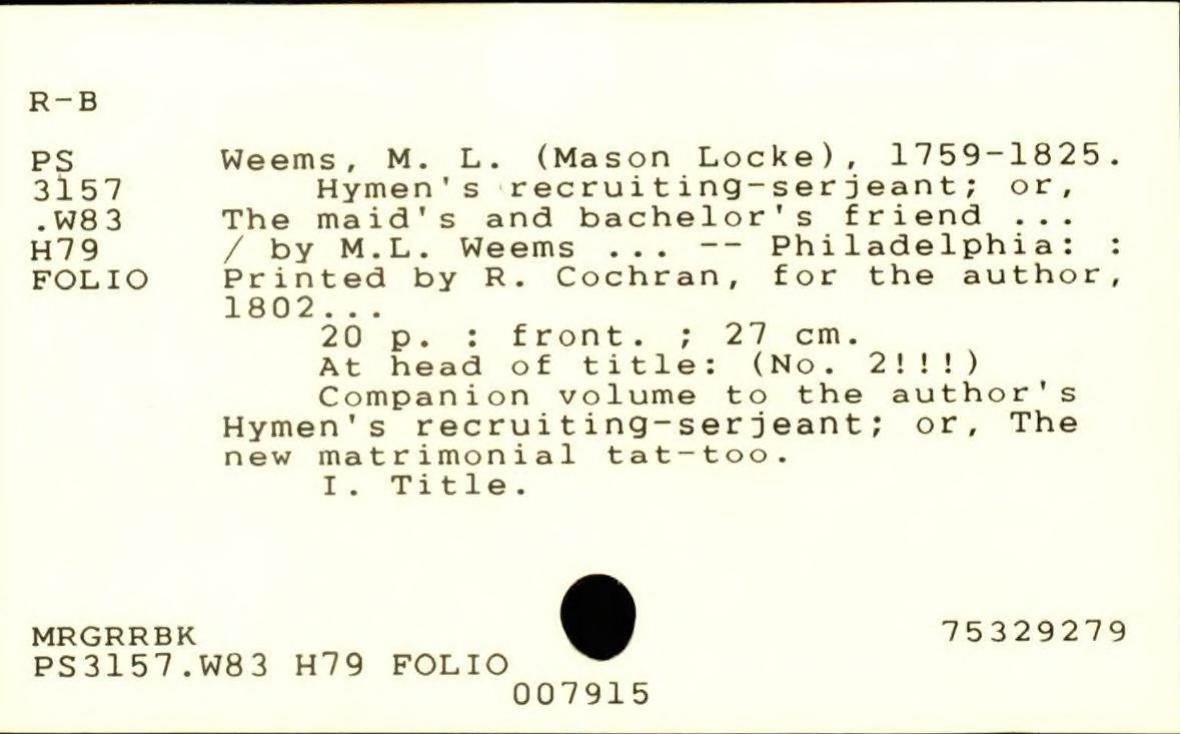 R-B
PS Weems, M. L. (Mason Locke), 1759-1825.
3157 Hymen's recruiting-serjeant; or,
.W83 The maid's and bachelor's friend ...
H79 / by M.L. Weems ... -- Philadelphia: :
FOLIO Printed by R. Cochran, for the author,
1802...
20 p. : front. ; 27 cm.
At head of title: (No. 2!!!)
Companion volume to the author's
Hymen's recruiting-serjeant; or, The
new matrimonial tat-too.
I. Title.
MRGRRBK 75329279
PS3157.W83 H79 FOLIO
007915